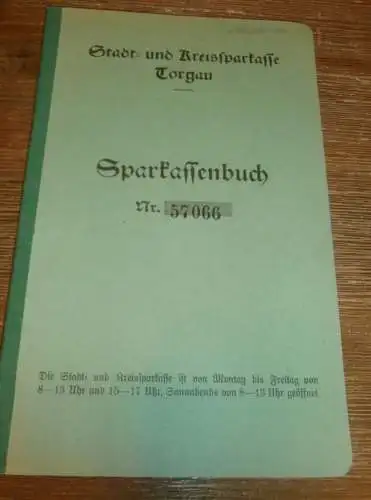 Stadt- und Kreissparkasse
Torgau
Sparkassenbuch
Nr. 57066
Die Stadt- und Kreissparkasse ist von Montag bis Freitag von
8—13 Uhr und 15—17 Uhr, Sonnabends von 8—13 Uhr geöffnet